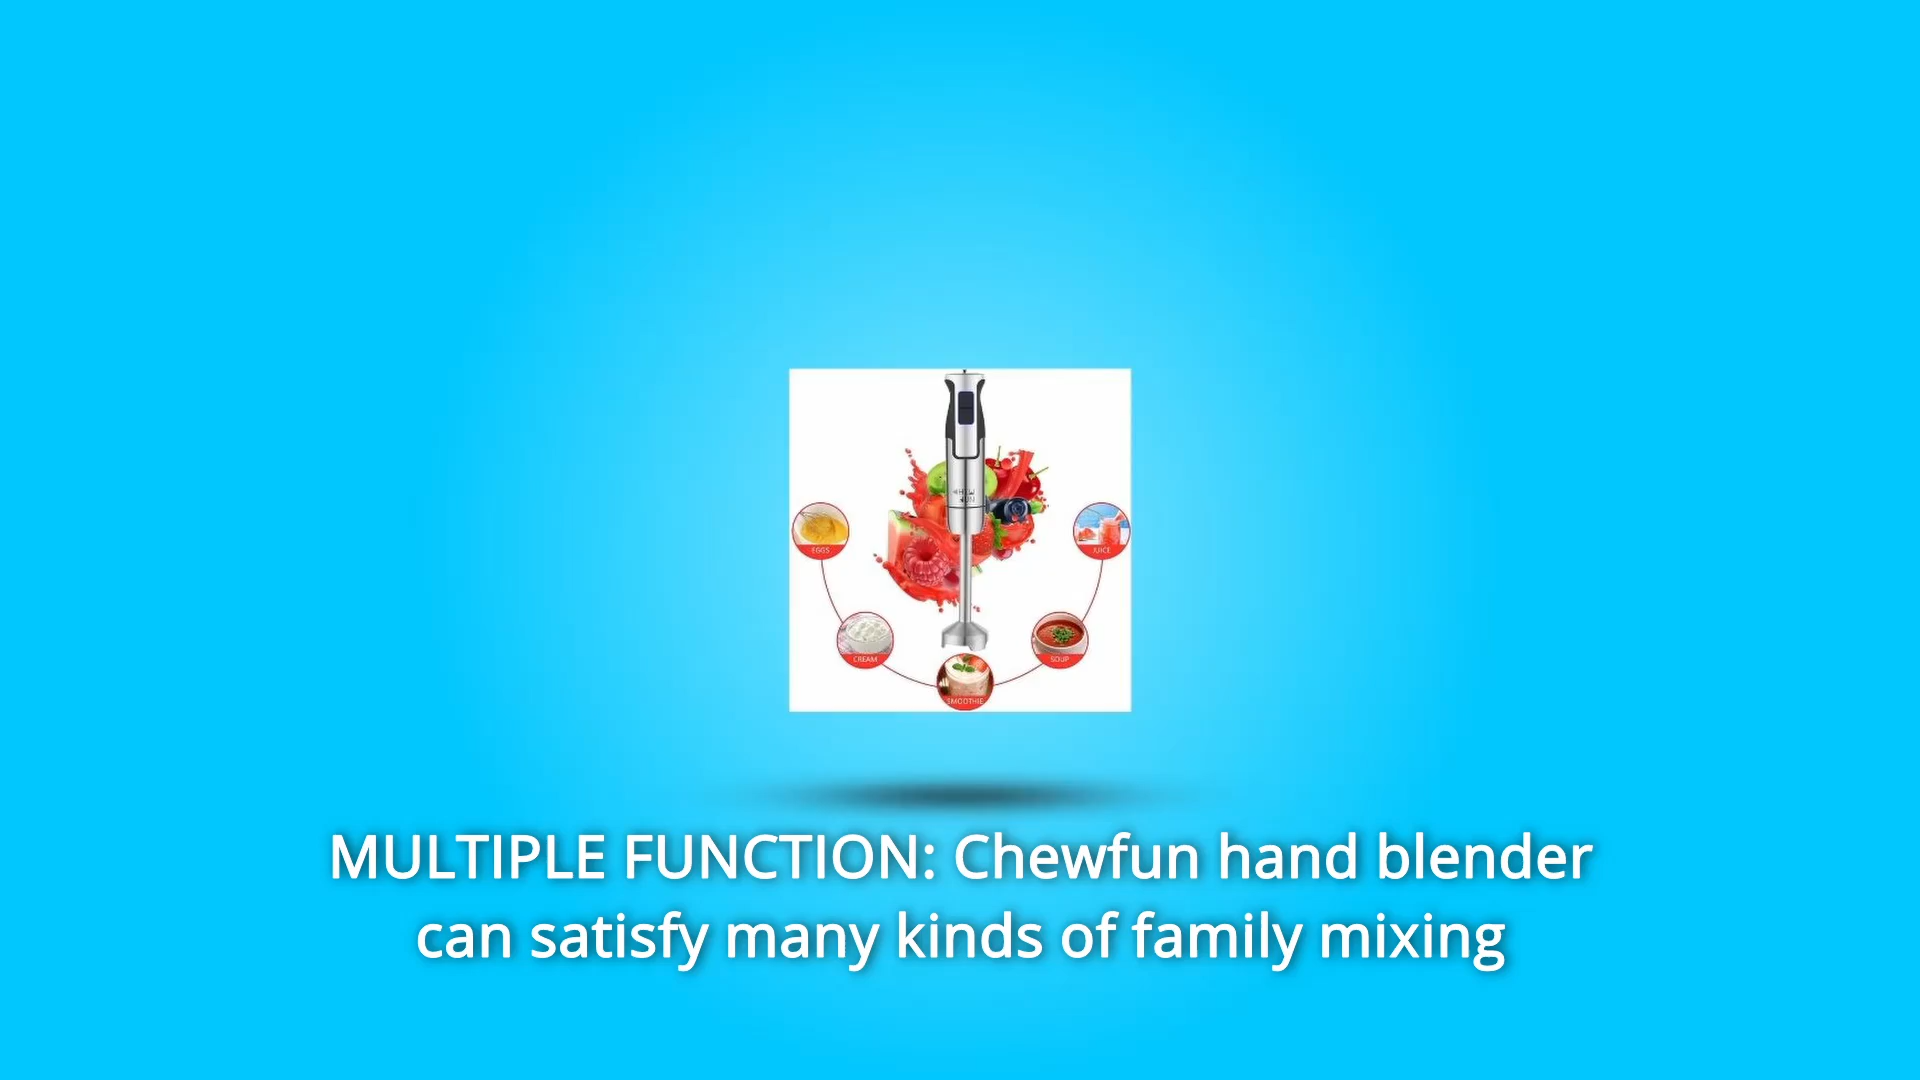 EGGS
JUICE
CREAM
SOUP
SMOOTHIE
MULTIPLE FUNCTION: Chewfun hand blender
can satisfy many kinds of family mixing